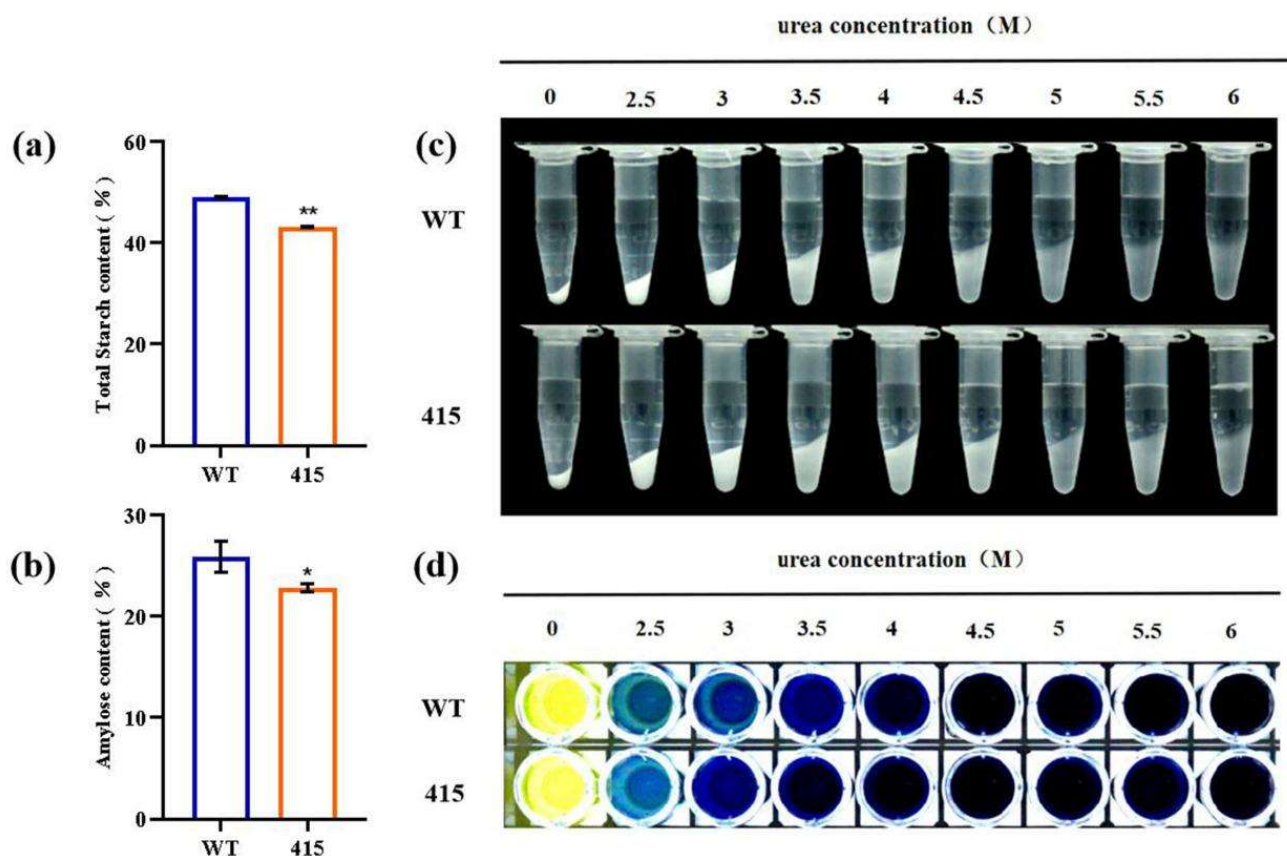 (a)
Total Starch content( %)
60
40
20
0
**
WT
415
(b)
Amylose content( %)
30
20
10
0
*
WT
415
(c)
urea concentration（M）
0 2.5 3 3.5 4 4.5 5 5.5 6
WT
415
(d)
urea concentration（M）
0 2.5 3 3.5 4 4.5 5 5.5 6
WT
415